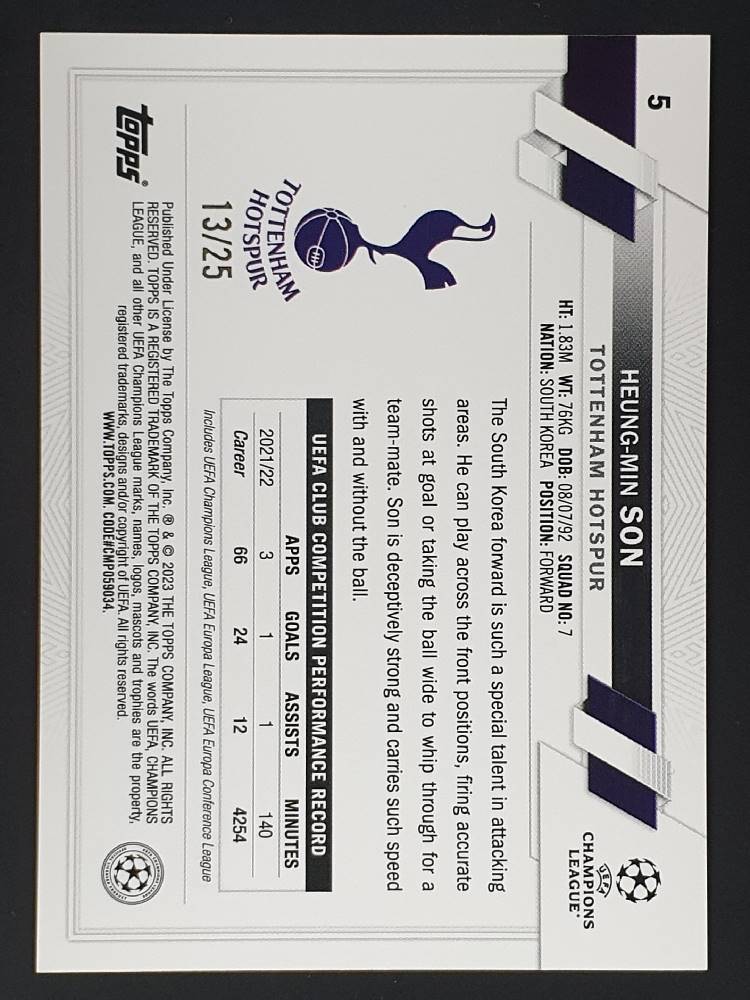 5
HEUNG-MIN SON
TOTTENHAM HOTSPUR
HT: 1.83M WT: 76KG DOB: 08/07/92 SQUAD NO: 7
NATION: SOUTH KOREA POSITION: FORWARD
UEFA
CHAMPIONS
LEAGUE®
TOTTENHAM
HOTSPUR
13/25
The South Korea forward is such a special talent in attacking
areas. He can play across the front positions, firing accurate
shots at goal or taking the ball wide to whip through for a
team-mate. Son is deceptively strong and carries such speed
with and without the ball.
UEFA CLUB COMPETITION PERFORMANCE RECORD
APPS GOALS ASSISTS MINUTES
2021/22 3 1 1 140
Career 66 24 12 4254
Includes UEFA Champions League, UEFA Europa League, UEFA Europa Conference League
topps®
Published Under License by The Topps Company, Inc. ® & © 2023 THE TOPPS COMPANY, INC. ALL RIGHTS
RESERVED. TOPPS IS A REGISTERED TRADEMARK OF THE TOPPS COMPANY, INC. The words UEFA, CHAMPIONS
LEAGUE, and all other UEFA Champions League marks, names, logos, mascots and trophies are the property,
registered trademarks, designs and/or copyright of UEFA. All rights reserved.
WWW.TOPPS.COM. CODE#CMP059034.